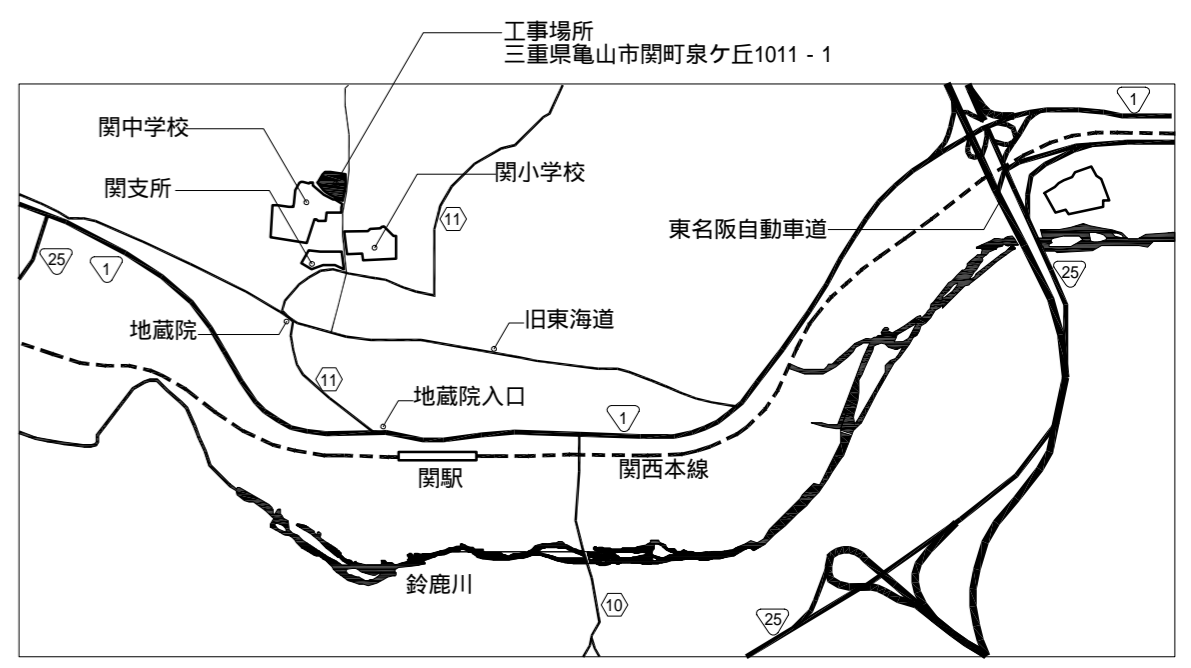 工事場所
三重県亀山市関町泉ケ丘1011 - 1
1
関中学校
関支所
関小学校
11
東名阪自動車道
25
1
25
地蔵院
旧東海道
11
地蔵院入口
1
関駅
関西本線
鈴鹿川
10
25